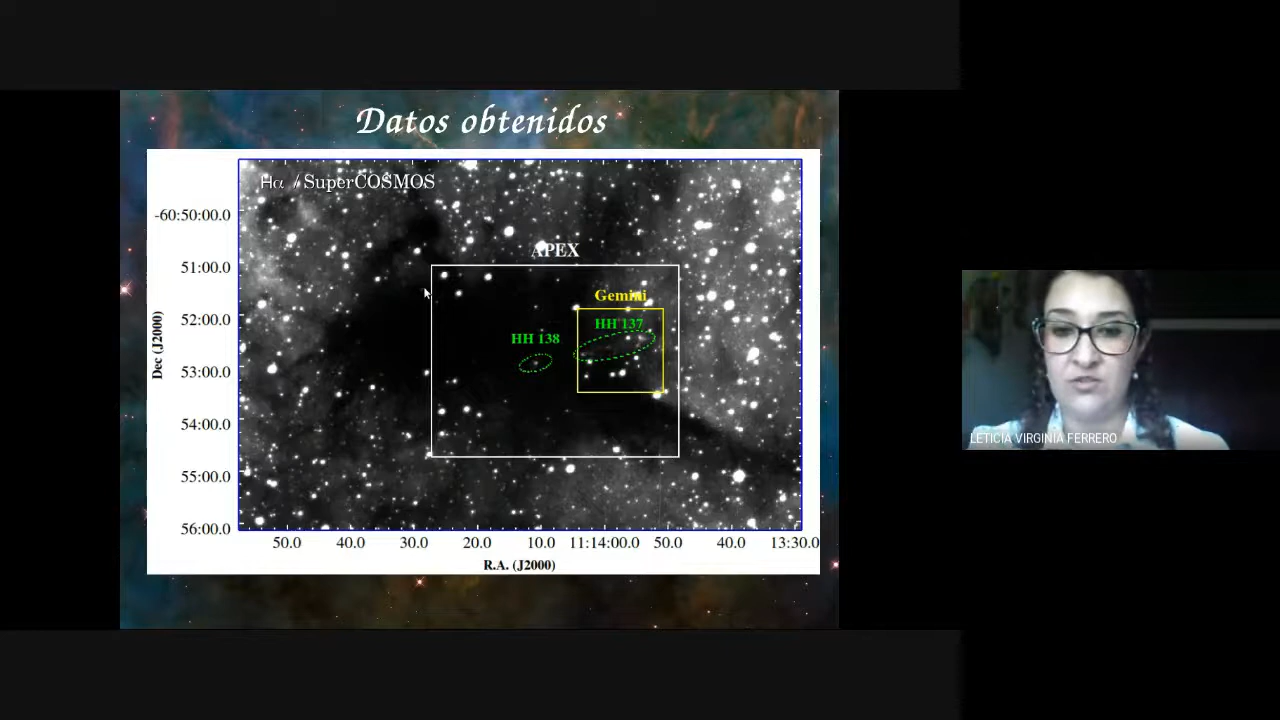 Datos obtenidos
Hα / SuperCOSMOS
APEX
Gemini
HH 137
HH 138
-60:50:00.0
51:00.0
52:00.0
53:00.0
54:00.0
55:00.0
56:00.0
Dec (J2000)
50.0 40.0 30.0 20.0 10.0 11:14:00.0 50.0 40.0 13:30.0
R.A. (J2000)
LETICIA VIRGINIA FERRERO